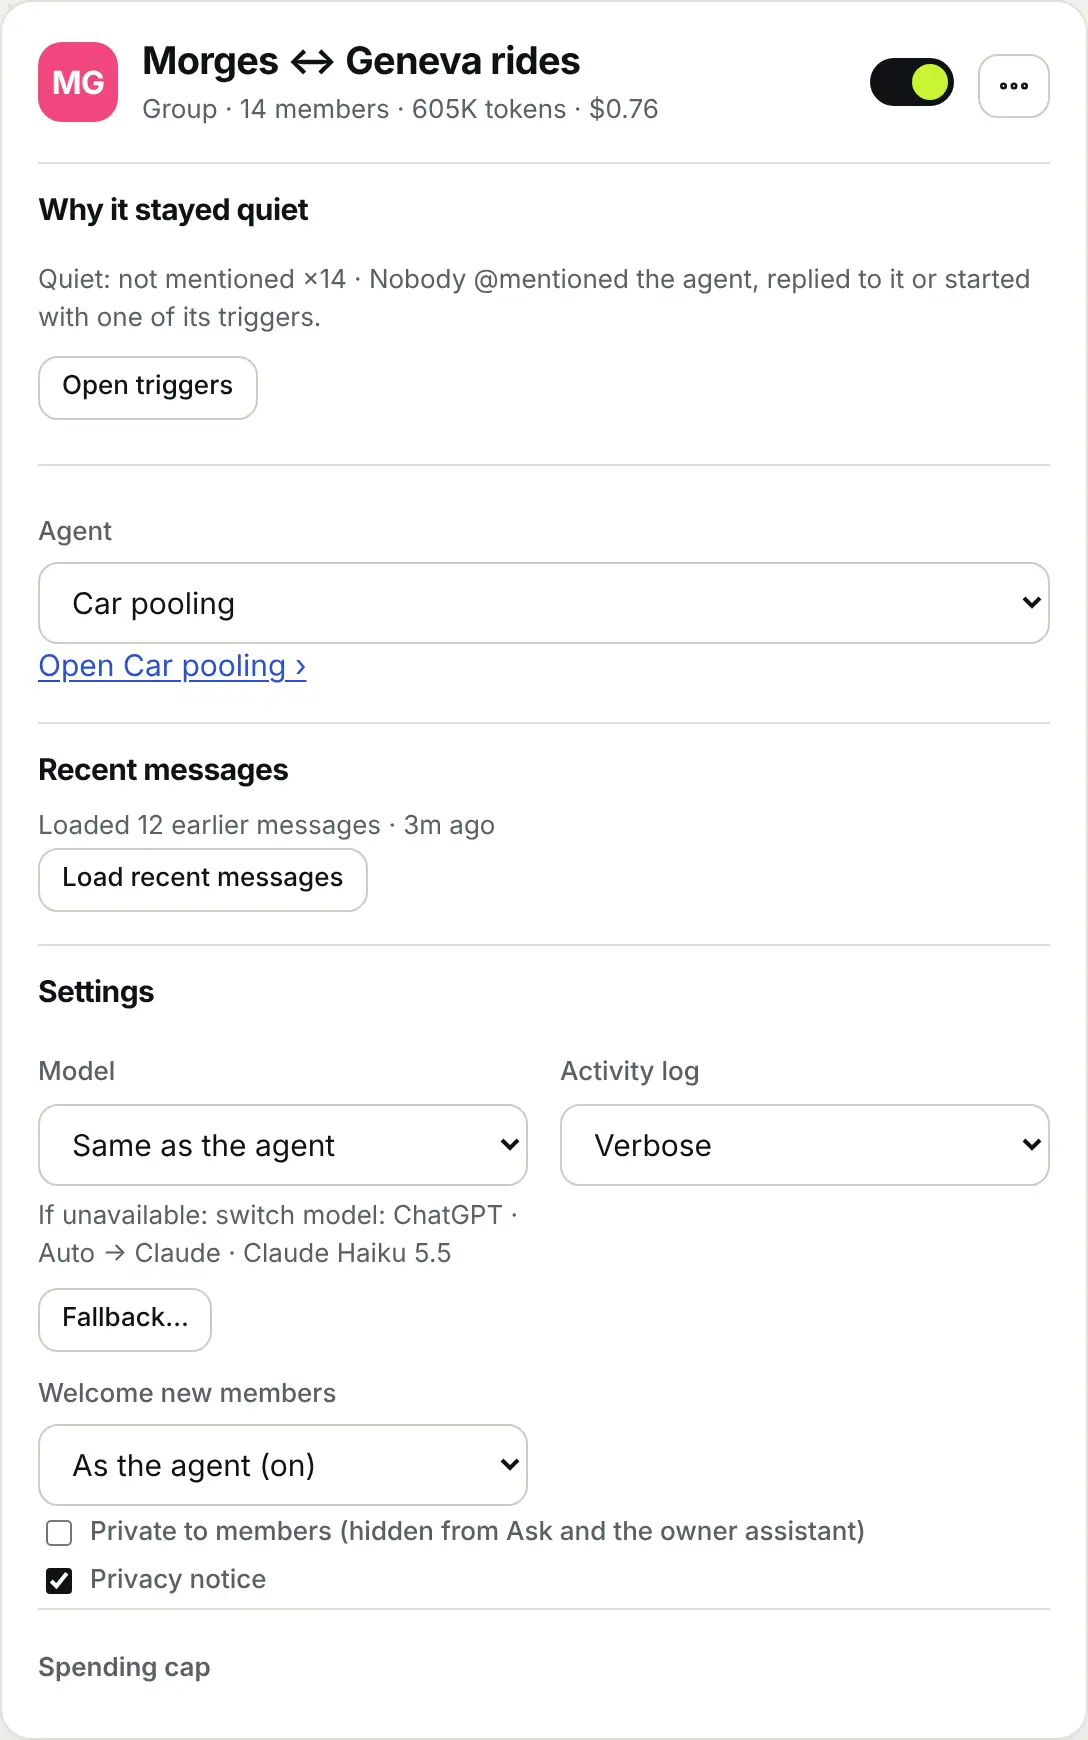 MG
Morges ↔ Geneva rides
Group · 14 members · 605K tokens · $0.76
Why it stayed quiet
Quiet: not mentioned ×14 · Nobody @mentioned the agent, replied to it or started
with one of its triggers.
Open triggers
Agent
Car pooling
Open Car pooling ›
Recent messages
Loaded 12 earlier messages · 3m ago
Load recent messages
Settings
Model
Activity log
Same as the agent
Verbose
If unavailable: switch model: ChatGPT ·
Auto → Claude · Claude Haiku 5.5
Fallback...
Welcome new members
As the agent (on)
Private to members (hidden from Ask and the owner assistant)
Privacy notice
Spending cap